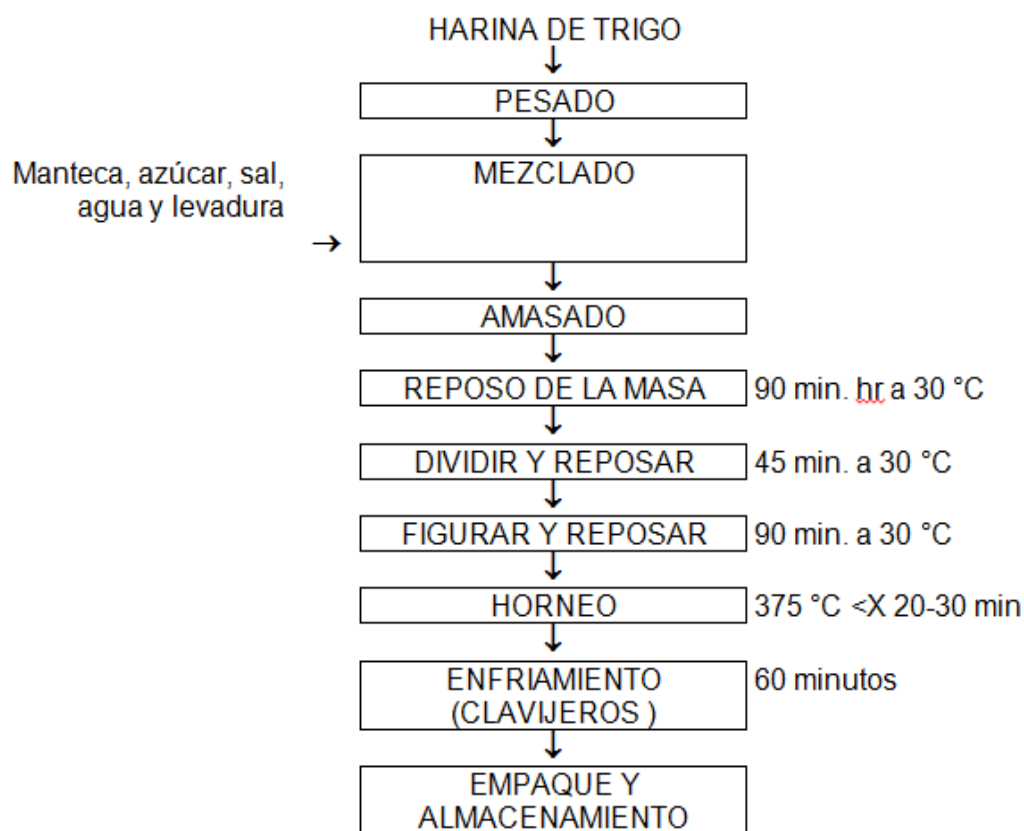 HARINA DE TRIGO
↓
PESADO
↓
Manteca, azúcar, sal,
agua y levadura
→
MEZCLADO
↓
AMASADO
↓
REPOSO DE LA MASA
90 min. hr a 30 °C
↓
DIVIDIR Y REPOSAR
45 min. a 30 °C
↓
FIGURAR Y REPOSAR
90 min. a 30 °C
↓
HORNEO
375 °C <X 20-30 min
↓
ENFRIAMIENTO
(CLAVIJEROS )
60 minutos
↓
EMPAQUE Y
ALMACENAMIENTO